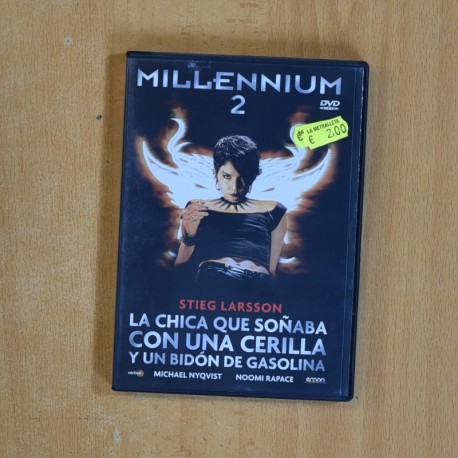 MILLENNIUM
2
DVD
LA METRALLETA
€ 2,00
STIEG LARSSON
LA CHICA QUE SOÑABA
CON UNA CERILLA
Y UN BIDÓN DE GASOLINA
MICHAEL NYQVIST NOOMI RAPACE